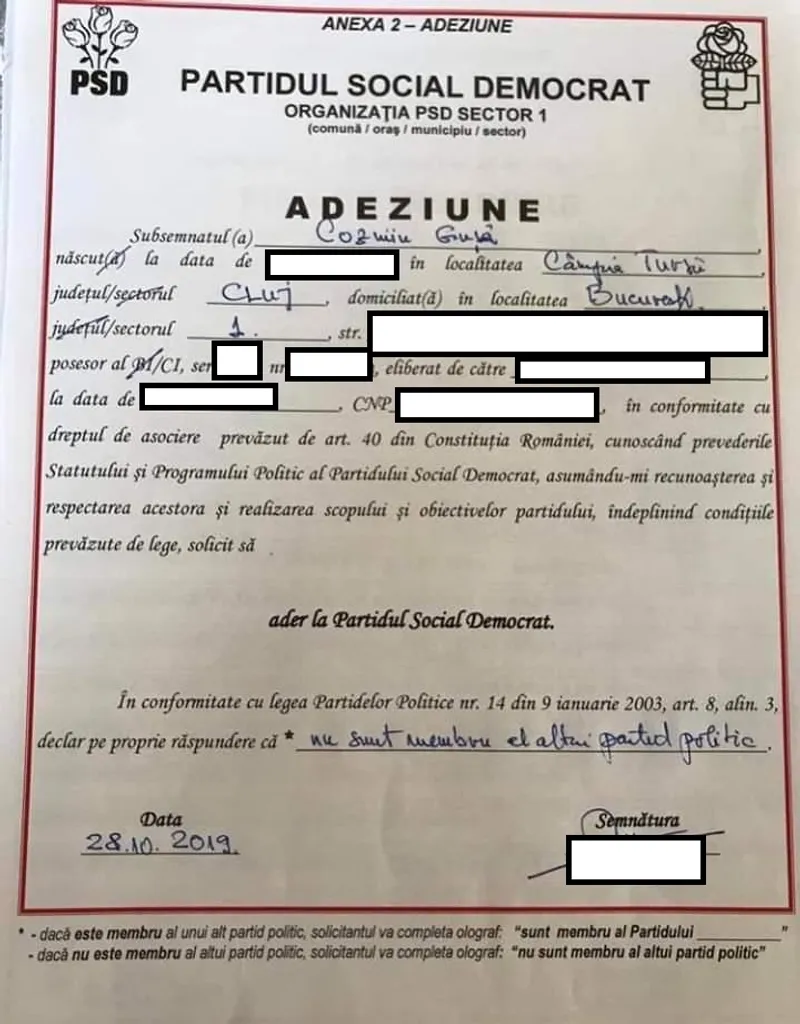 ANEXA 2 – ADEZIUNE
PSD
PARTIDUL SOCIAL DEMOCRAT
ORGANIZAȚIA PSD SECTOR 1
(comună / oraș / municipiu / sector)
ADEZIUNE
Subsemnatul (a) Cozmin Gușă
născut(ă) la data de în localitatea Câmpia Turzii
județul/sectorul CLUJ, domiciliat(ă) în localitatea București
județul/sectorul 1., str.
posesor al BI/CI, ser nr , eliberat de către ,
la data de , CNP , în conformitate cu
dreptul de asociere prevăzut de art. 40 din Constituția României, cunoscând prevederile
Statutului și Programului Politic al Partidului Social Democrat, asumându-mi recunoașterea și
respectarea acestora și realizarea scopului și obiectivelor partidului, îndeplinind condițiile
prevăzute de lege, solicit să .
ader la Partidul Social Democrat.
În conformitate cu legea Partidelor Politice nr. 14 din 9 ianuarie 2003, art. 8, alin. 3,
declar pe proprie răspundere că * nu sunt membru al altui partid politic.
Data Semnătura
28.10. 2019.
* - dacă este membru al unui alt partid politic, solicitantul va completa olograf: "sunt membru al Partidului ________ "
- dacă nu este membru al altui partid politic, solicitantul va completa olograf: "nu sunt membru al altui partid politic"